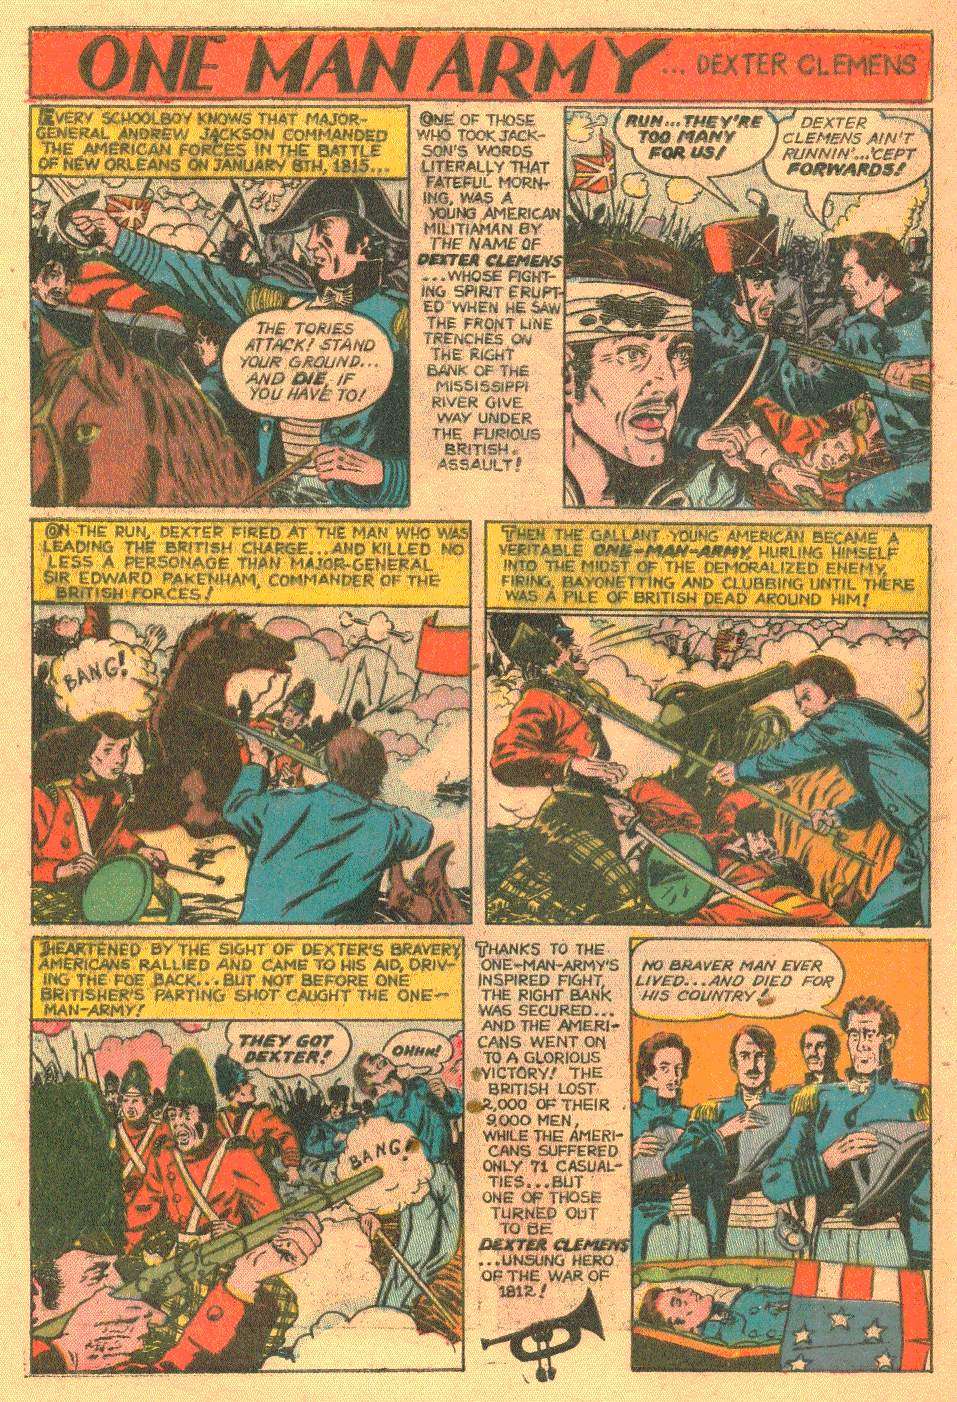 ONE MAN ARMY... DEXTER CLEMENS
EVERY SCHOOLBOY KNOWS THAT MAJOR-
GENERAL ANDREW JACKSON COMMANDED
THE AMERICAN FORCES IN THE BATTLE
OF NEW ORLEANS ON JANUARY 8TH, 1815...
THE TORIES
ATTACK! STAND
YOUR GROUND...
AND DIE, IF
YOU HAVE TO!
ONE OF THOSE
WHO TOOK JACK-
SON'S WORDS
LITERALLY THAT
FATEFUL MORN-
ING, WAS A
YOUNG AMERICAN
MILITIAMAN BY
THE NAME OF
DEXTER CLEMENS
...WHOSE FIGHT-
ING SPIRIT ERUPT-
ED WHEN HE SAW
THE FRONT LINE
TRENCHES ON
THE RIGHT
BANK OF THE
MISSISSIPPI
RIVER GIVE
WAY UNDER
THE FURIOUS
BRITISH
ASSAULT!
RUN...THEY'RE
TOO MANY
FOR US!
DEXTER
CLEMENS AIN'T
RUNNIN'...'CEPT
FORWARDS!
ON THE RUN, DEXTER FIRED AT THE MAN WHO WAS
LEADING THE BRITISH CHARGE...AND KILLED NO
LESS A PERSONAGE THAN MAJOR-GENERAL
SIR EDWARD PAKENHAM, COMMANDER OF THE
BRITISH FORCES!
BANG!
THEN THE GALLANT YOUNG AMERICAN BECAME A
VERITABLE ONE-MAN-ARMY, HURLING HIMSELF
INTO THE MIDST OF THE DEMORALIZED ENEMY,
FIRING, BAYONETTING AND CLUBBING UNTIL THERE
WAS A PILE OF BRITISH DEAD AROUND HIM!
HEARTENED BY THE SIGHT OF DEXTER'S BRAVERY,
AMERICANS RALLIED AND CAME TO HIS AID, DRIV-
ING THE FOE BACK...BUT NOT BEFORE ONE
BRITISHER'S PARTING SHOT CAUGHT THE ONE-
MAN-ARMY!
THEY GOT
DEXTER!
OHHH!
BANG!
THANKS TO THE
ONE-MAN-ARMY'S
INSPIRED FIGHT,
THE RIGHT BANK
WAS SECURED...
AND THE AMERI-
CANS WENT ON
TO A GLORIOUS
VICTORY! THE
BRITISH LOST
2,000 OF THEIR
9,000 MEN,
WHILE THE AMERI-
CANS SUFFERED
ONLY 71 CASUAL-
TIES...BUT
ONE OF THOSE
TURNED OUT
TO BE
DEXTER CLEMENS
...UNSUNG HERO
OF THE WAR OF
1812!
NO BRAVER MAN EVER
LIVED....AND DIED FOR
HIS COUNTRY!